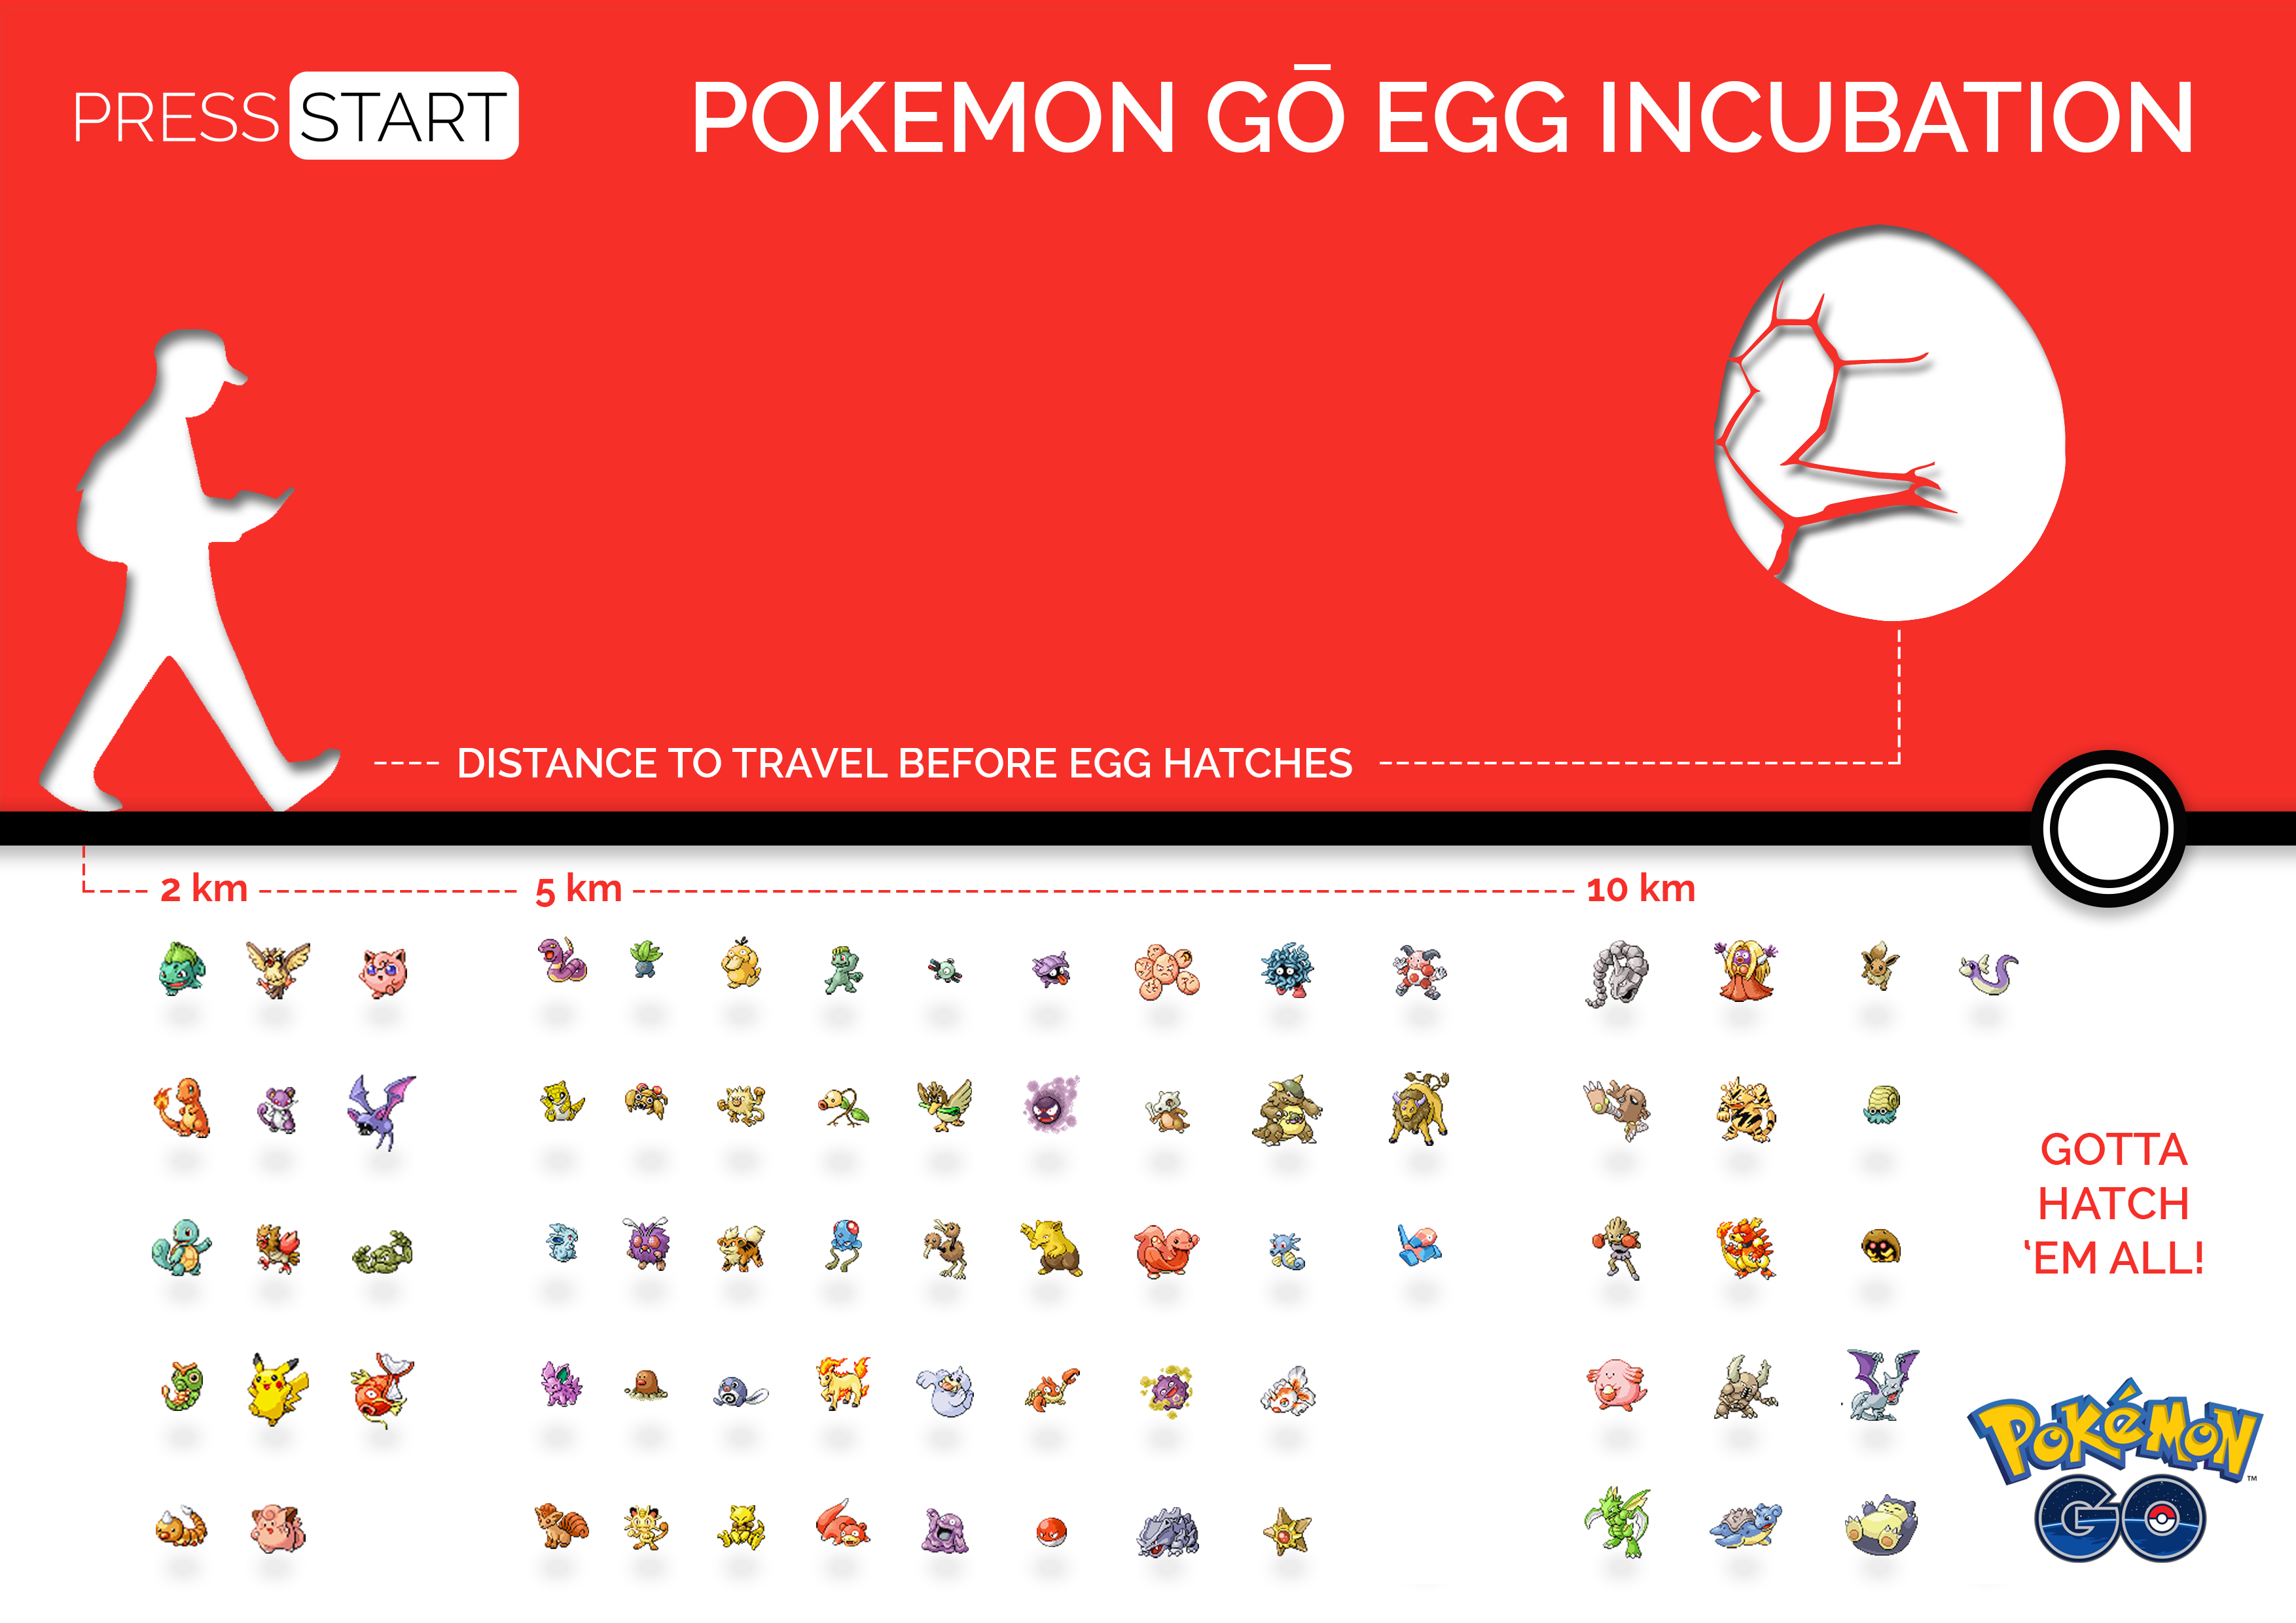 PRESS START
POKEMON GŌ EGG INCUBATION
DISTANCE TO TRAVEL BEFORE EGG HATCHES
2 km
5 km
10 km
GOTTA
HATCH
‘EM ALL!
POKéMON
TM
GO